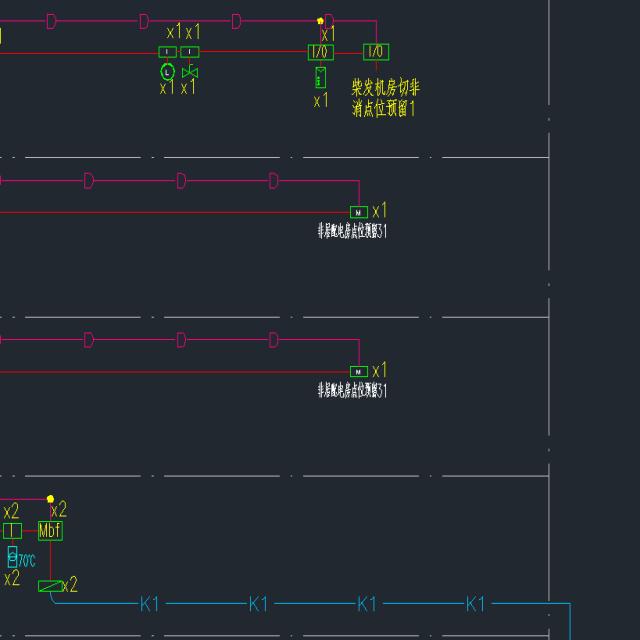 D D D D
x1 x1 x1
I I I/O I/O
L
x1 x1 x1
柴发机房切非
消点位预留1
D D D
M x1
非居配电房点位预留31
D D D
M x1
非居配电房点位预留31
x2 x2
I Mbf
70℃
x2 x2
K1 K1 K1 K1